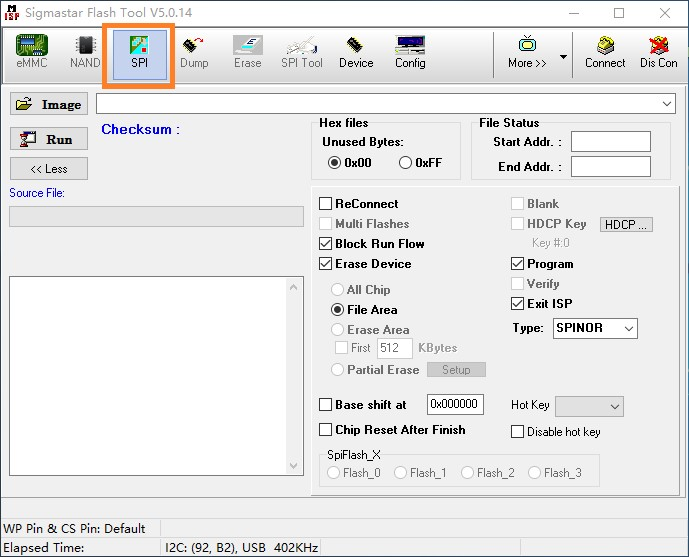 M
ISP
Sigmastar Flash Tool V5.0.14
eMMC NAND SPI Dump Erase SPI Tool Device Config More >> Connect Dis Con
Image
Checksum :
Run
<< Less
Source File:
Hex files
Unused Bytes:
0x00 0xFF
File Status
Start Addr. :
End Addr. :
ReConnect Blank
Multi Flashes HDCP Key HDCP ...
Block Run Flow Key #:0
Erase Device Program
All Chip Verify
File Area Exit ISP
Erase Area Type: SPINOR
First 512 KBytes
Partial Erase Setup
Base shift at 0x000000 Hot Key
Chip Reset After Finish Disable hot key
SpiFlash_X
Flash_0 Flash_1 Flash_2 Flash_3
WP Pin & CS Pin: Default
Elapsed Time: I2C: (92, B2), USB 402KHz